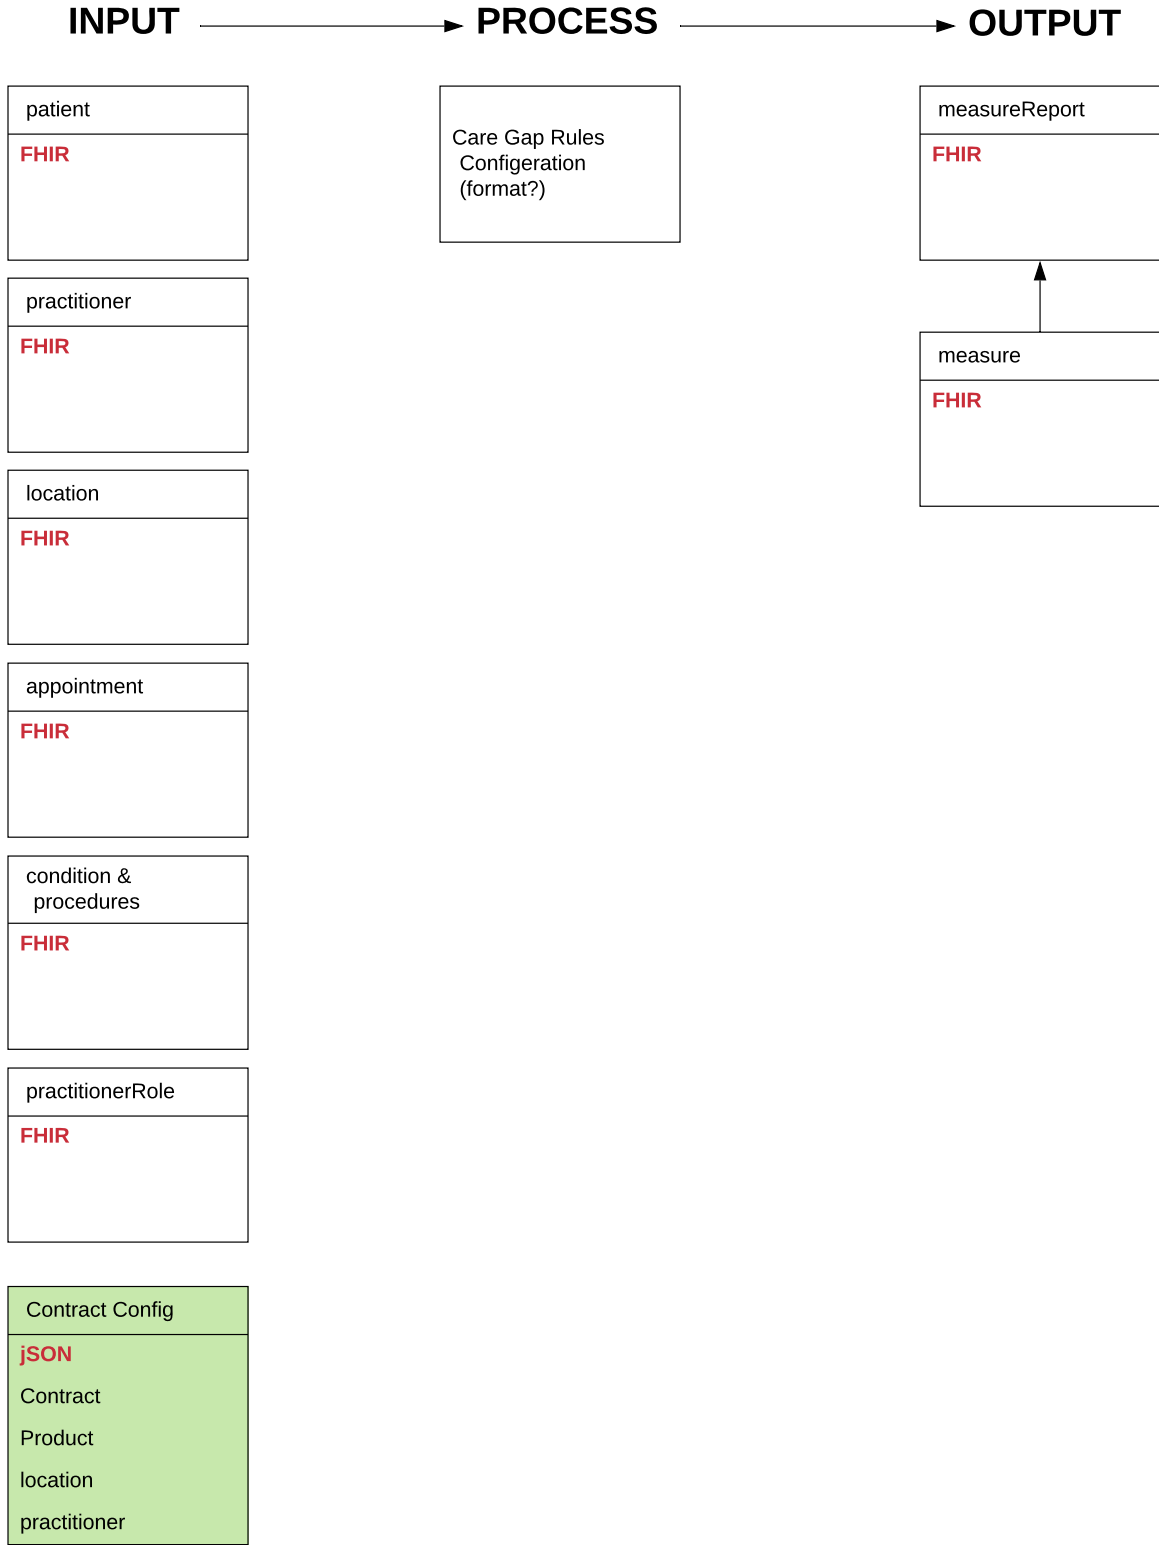 INPUT
PROCESS
OUTPUT
patient
FHIR
practitioner
FHIR
location
FHIR
appointment
FHIR
condition &
procedures
FHIR
practitionerRole
FHIR
Contract Config
jSON
Contract
Product
location
practitioner
Care Gap Rules
Configeration
(format?)
measureReport
FHIR
measure
FHIR